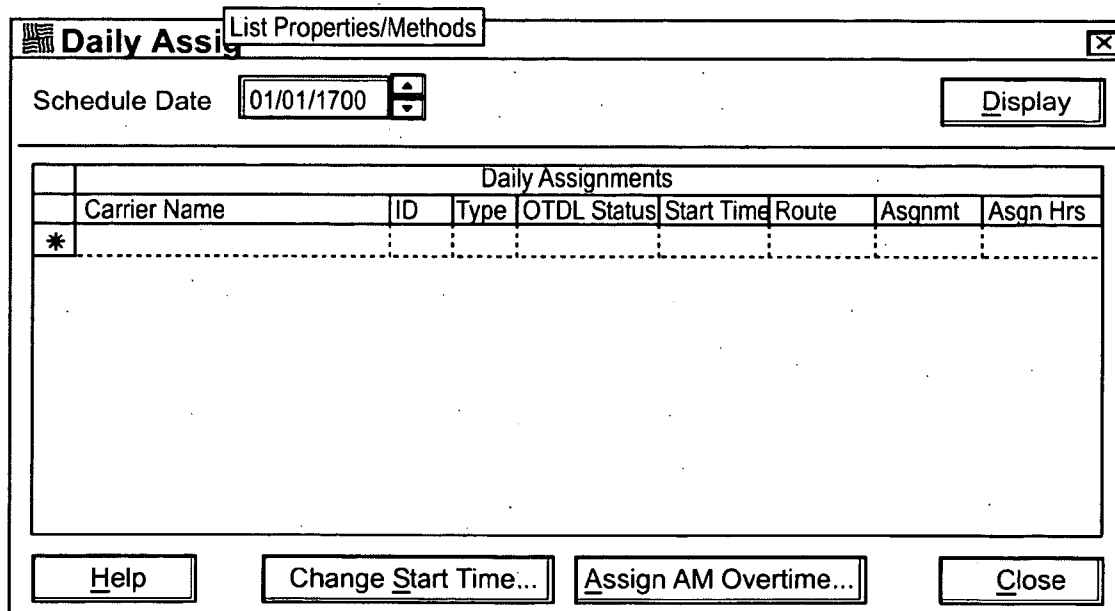 List Properties/Methods
Daily Assig
Schedule Date 01/01/1700 Display
Daily Assignments
Carrier Name ID Type OTDL Status Start Time Route Asgnmt Asgn Hrs
*
Help Change Start Time... Assign AM Overtime... Close